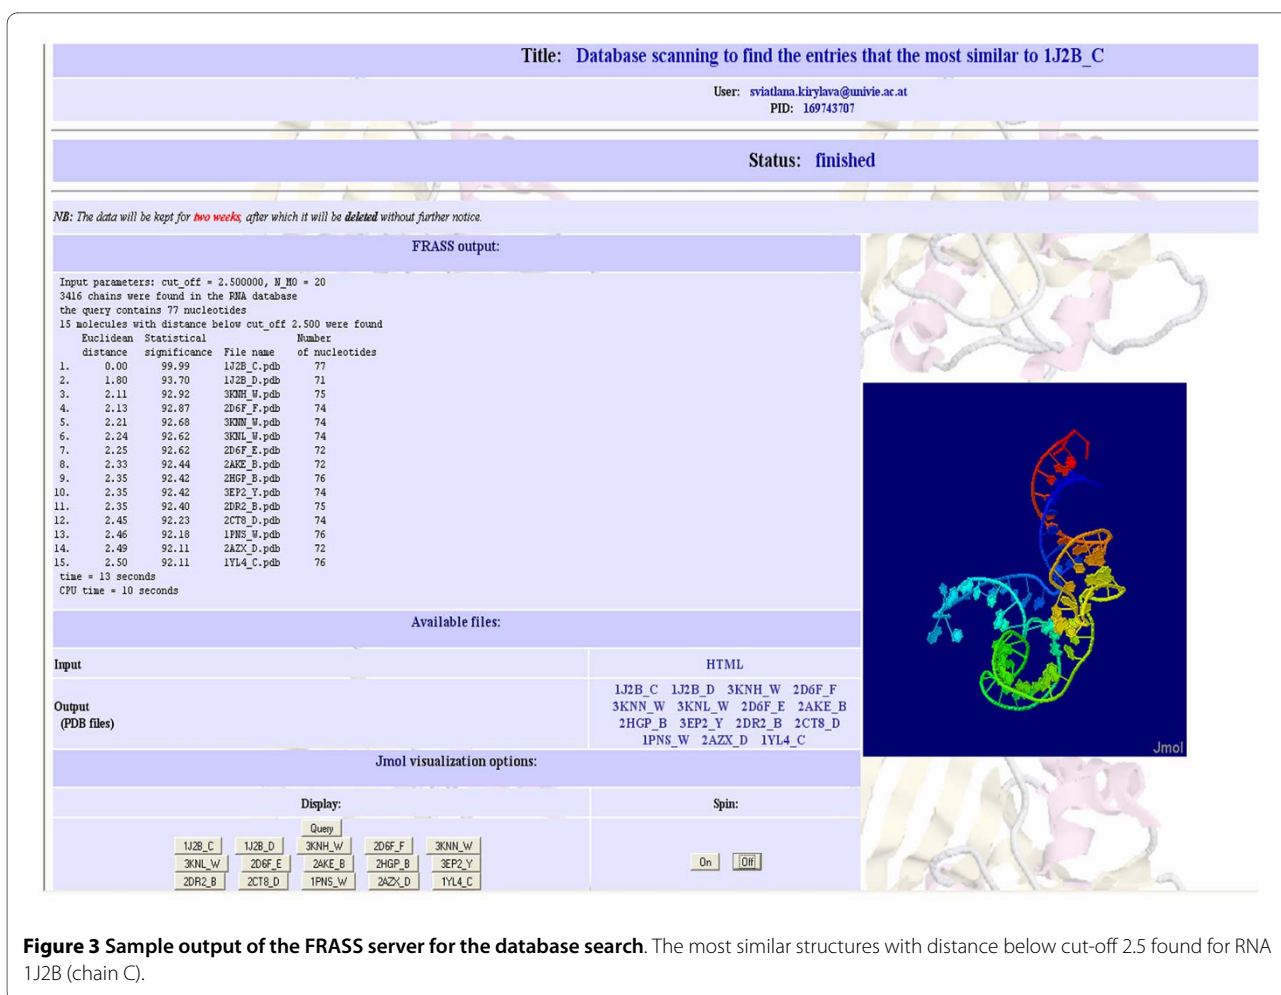 Title: Database scanning to find the entries that the most similar to 1J2B_C
User: sviatlana.kirylava@univie.ac.at
PID: 169743707
Status: finished
NB: The data will be kept for two weeks, after which it will be deleted without further notice.
FRASS output:
Input parameters: cut_off = 2.500000, N_M0 = 20
3416 chains were found in the RNA database
the query contains 77 nucleotides
15 molecules with distance below cut_off 2.500 were found
Euclidean Statistical Number
distance significance File name of nucleotides
1. 0.00 99.99 1J2B_C.pdb 77
2. 1.80 93.70 1J2B_D.pdb 71
3. 2.11 92.92 3KNH_W.pdb 75
4. 2.13 92.87 2D6F_F.pdb 74
5. 2.21 92.68 3KNN_W.pdb 74
6. 2.24 92.62 3KNL_W.pdb 74
7. 2.25 92.62 2D6F_E.pdb 72
8. 2.33 92.44 2AKE_B.pdb 72
9. 2.35 92.42 2HGP_B.pdb 76
10. 2.35 92.42 3EP2_Y.pdb 74
11. 2.35 92.40 2DR2_B.pdb 75
12. 2.45 92.23 2CT8_D.pdb 74
13. 2.46 92.18 1PNS_W.pdb 76
14. 2.49 92.11 2AZX_D.pdb 72
15. 2.50 92.11 1YL4_C.pdb 76
time = 13 seconds
CPU time = 10 seconds
Jmol
Available files:
Input HTML
Output
(PDB files)
1J2B_C 1J2B_D 3KNH_W 2D6F_F
3KNN_W 3KNL_W 2D6F_E 2AKE_B
2HGP_B 3EP2_Y 2DR2_B 2CT8_D
1PNS_W 2AZX_D 1YL4_C
Jmol visualization options:
Display: Spin:
Query
1J2B_C 1J2B_D 3KNH_W 2D6F_F 3KNN_W
3KNL_W 2D6F_E 2AKE_B 2HGP_B 3EP2_Y
2DR2_B 2CT8_D 1PNS_W 2AZX_D 1YL4_C
On Off
Figure 3 Sample output of the FRASS server for the database search. The most similar structures with distance below cut-off 2.5 found for RNA
1J2B (chain C).